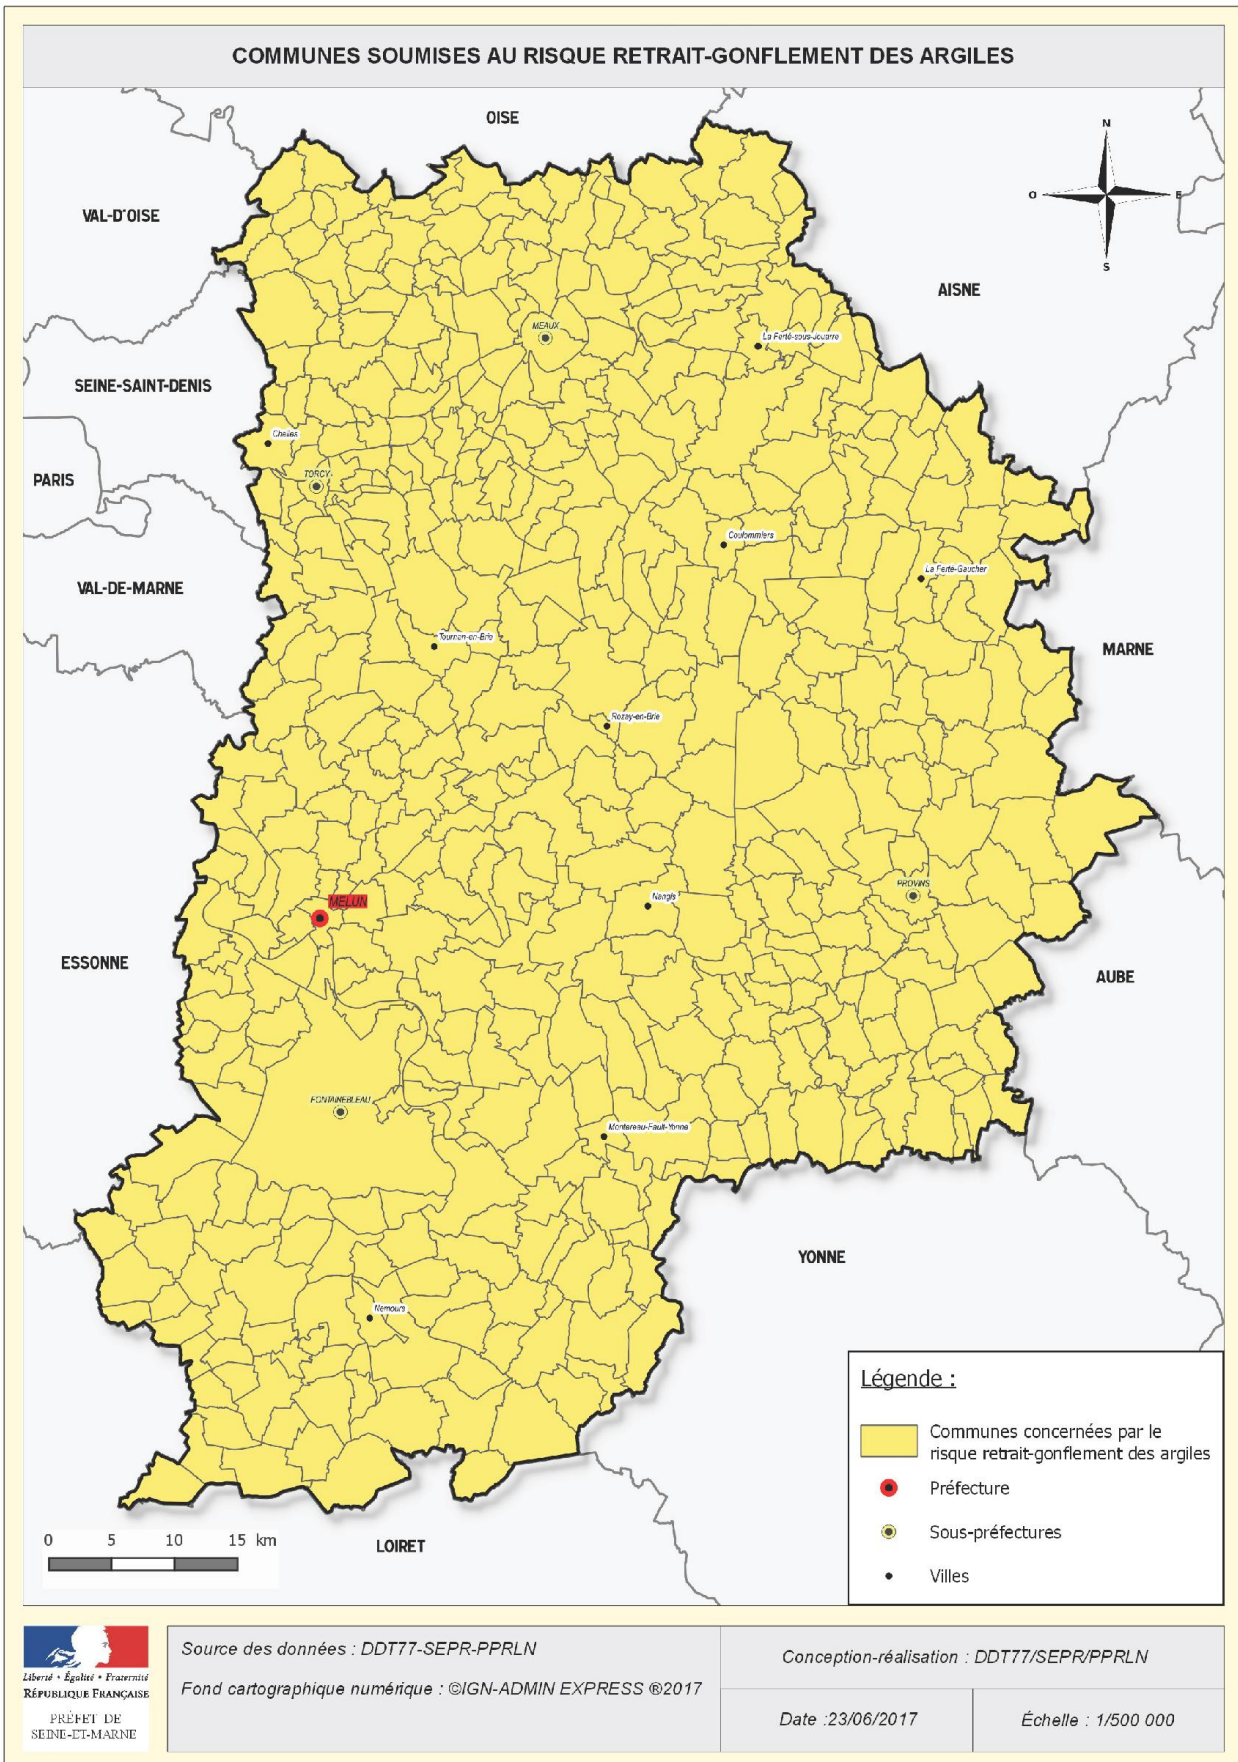 COMMUNES SOUMISES AU RISQUE RETRAIT-GONFLEMENT DES ARGILES
OISE
N
O
E
S
VAL-D'OISE
AISNE
MEAUX
La Ferté-sous-Jouarre
SEINE-SAINT-DENIS
Chelles
PARIS
TORCY
Coulommiers
La Ferté-Gaucher
VAL-DE-MARNE
Tournan-en-Brie
MARNE
Rozay-en-Brie
PROVINS
MELUN
Nangis
ESSONNE
AUBE
FONTAINEBLEAU
Montereau-Fault-Yonne
YONNE
Nemours
Légende :
Communes concernées par le
risque retrait-gonflement des argiles
Préfecture
Sous-préfectures
Villes
0 5 10 15 km
LOIRET
Liberté • Égalité • Fraternité
RÉPUBLIQUE FRANÇAISE
PRÉFET DE
SEINE-ET-MARNE
Source des données : DDT77-SEPR-PPRLN
Fond cartographique numérique : ©IGN-ADMIN EXPRESS ®2017
Conception-réalisation : DDT77/SEPR/PPRLN
Date :23/06/2017
Échelle : 1/500 000